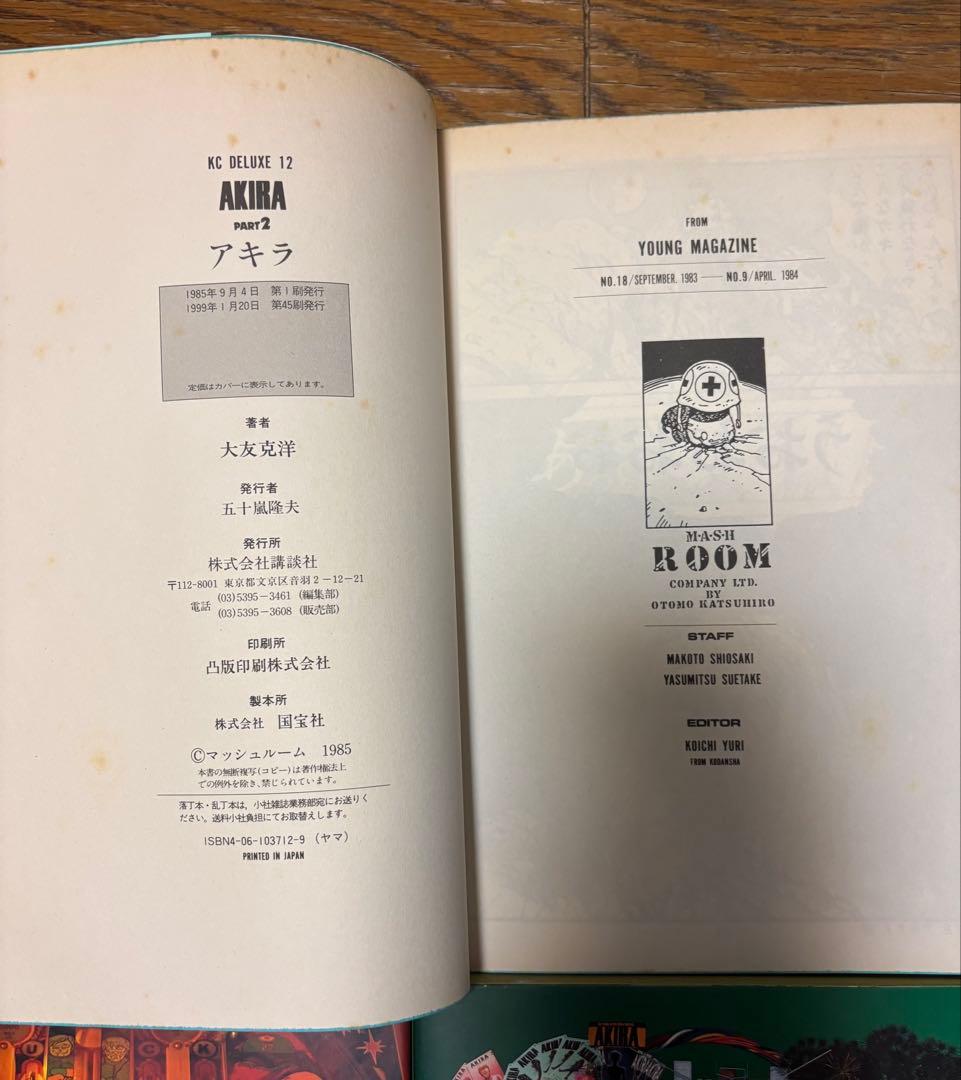 KC DELUXE 12
AKIRA
PART2
アキラ
1985年9月4日 第1刷発行
1999年1月20日 第45刷発行
定価はカバーに表示してあります。
著者
大友克洋
発行者
五十嵐隆夫
発行所
株式会社講談社
〒112-8001 東京都文京区音羽2-12-21
電話 (03)5395-3461 (編集部)
(03)5395-3608 (販売部)
印刷所
凸版印刷株式会社
製本所
株式会社 国宝社
©マッシュルーム 1985
本書の無断複写(コピー)は著作権法上
での例外を除き、禁じられています。
落丁本・乱丁本は、小社雑誌業務部宛にお送りく
ださい。送料小社負担にてお取替えします。
ISBN4-06-103712-9 (ヤマ)
PRINTED IN JAPAN
FROM
YOUNG MAGAZINE
NO.18/SEPTEMBER. 1983 — NO.9/APRIL. 1984
M·A·S·H
ROOM
COMPANY LTD.
BY
OTOMO KATSUHIRO
STAFF
MAKOTO SHIOSAKI
YASUMITSU SUETAKE
EDITOR
KOICHI YURI
FROM KODANSHA
U C K
AKIRA
AKIRA